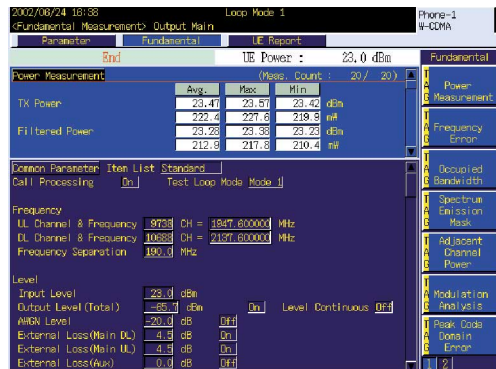 2002/06/24 16:38 Loop Mode 1 Phone-1
<Fundamental Measurement> Output Main W-CDMA
Parameter Fundamental UE Report
End UE Power : 23.0 dBm Fundamental
Power Measurement (Meas. Count : 20/ 20)
Avg. Max Min
TX Power 23.47 23.57 23.42 dBm
222.4 227.6 219.9 mW
Filtered Power 23.28 23.38 23.23 dBm
212.9 217.8 210.4 mW
Common Parameter Item List Standard
Call Processing On Test Loop Mode Mode 1
Frequency
UL Channel & Frequency 9738 CH = 1947.600000 MHz
DL Channel & Frequency 10688 CH = 2137.600000 MHz
Frequency Separation 190.0 MHz
Level
Input Level 23.0 dBm
Output Level(Total) -65.7 dBm On Level Continuous Off
AWGN Level -20.0 dB Off
External Loss(Main DL) 4.5 dB On
External Loss(Main UL) 4.5 dB On
External Loss(Aux) 0.0 dB Off
TAG Power Measurement
TAG Frequency Error
TAG Occupied Bandwidth
TAG Spectrum Emission Mask
TAG Adjacent Channel Power
TAG Modulation Analysis
TAG Peak Code Domain Error
1 2